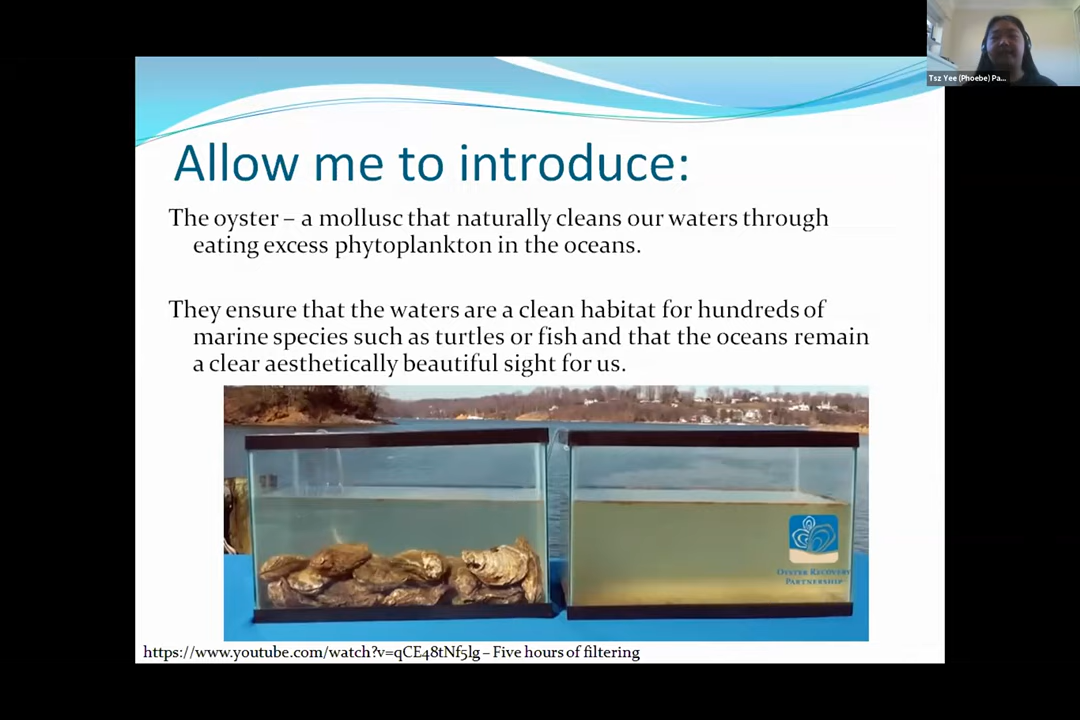 Tsz Yee (Phoebe) Pa...
Allow me to introduce:
The oyster – a mollusc that naturally cleans our waters through
eating excess phytoplankton in the oceans.
They ensure that the waters are a clean habitat for hundreds of
marine species such as turtles or fish and that the oceans remain
a clear aesthetically beautiful sight for us.
OYSTER RECOVERY
PARTNERSHIP
https://www.youtube.com/watch?v=qCE48tNf5lg – Five hours of filtering